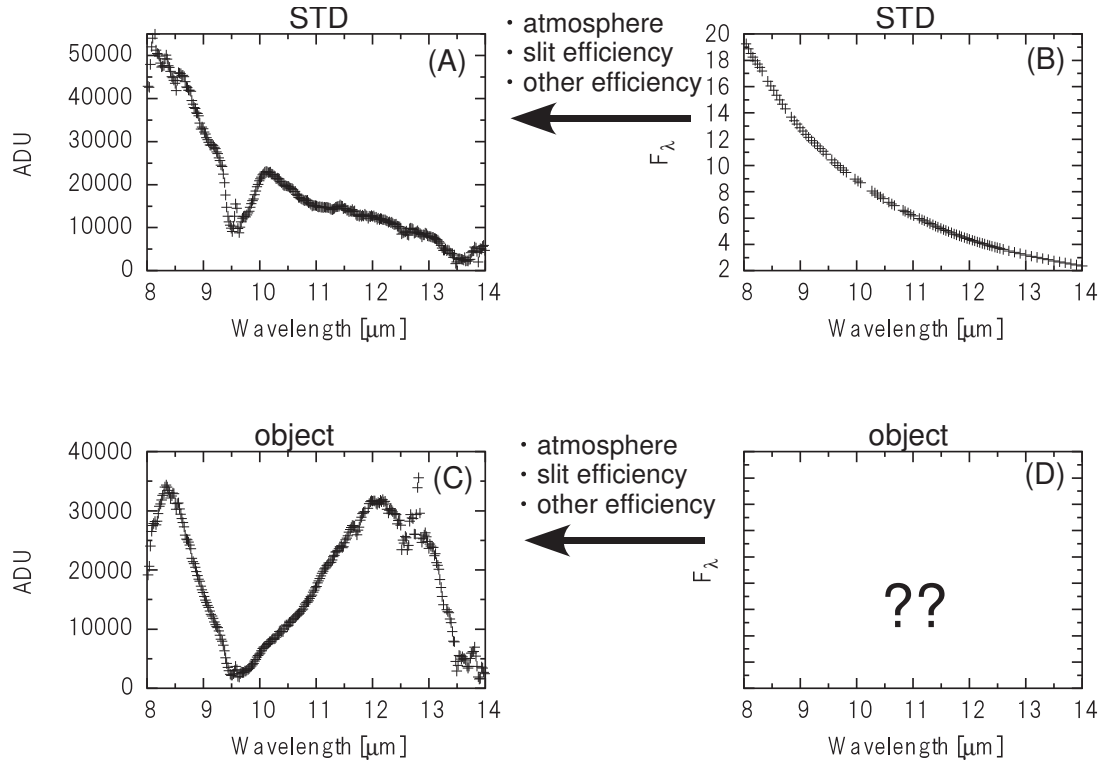 STD
(A)
50000
40000
30000
20000
10000
0
ADU
8 9 10 11 12 13 14
Wavelength [μm]
・ atmosphere
・ slit efficiency
・ other efficiency
STD
(B)
20
18
16
14
12
10
8
6
4
2
Fλ
8 9 10 11 12 13 14
Wavelength [μm]
object
(C)
40000
30000
20000
10000
0
ADU
8 9 10 11 12 13 14
Wavelength [μm]
・ atmosphere
・ slit efficiency
・ other efficiency
object
(D)
Fλ
??
8 9 10 11 12 13 14
Wavelength [μm]